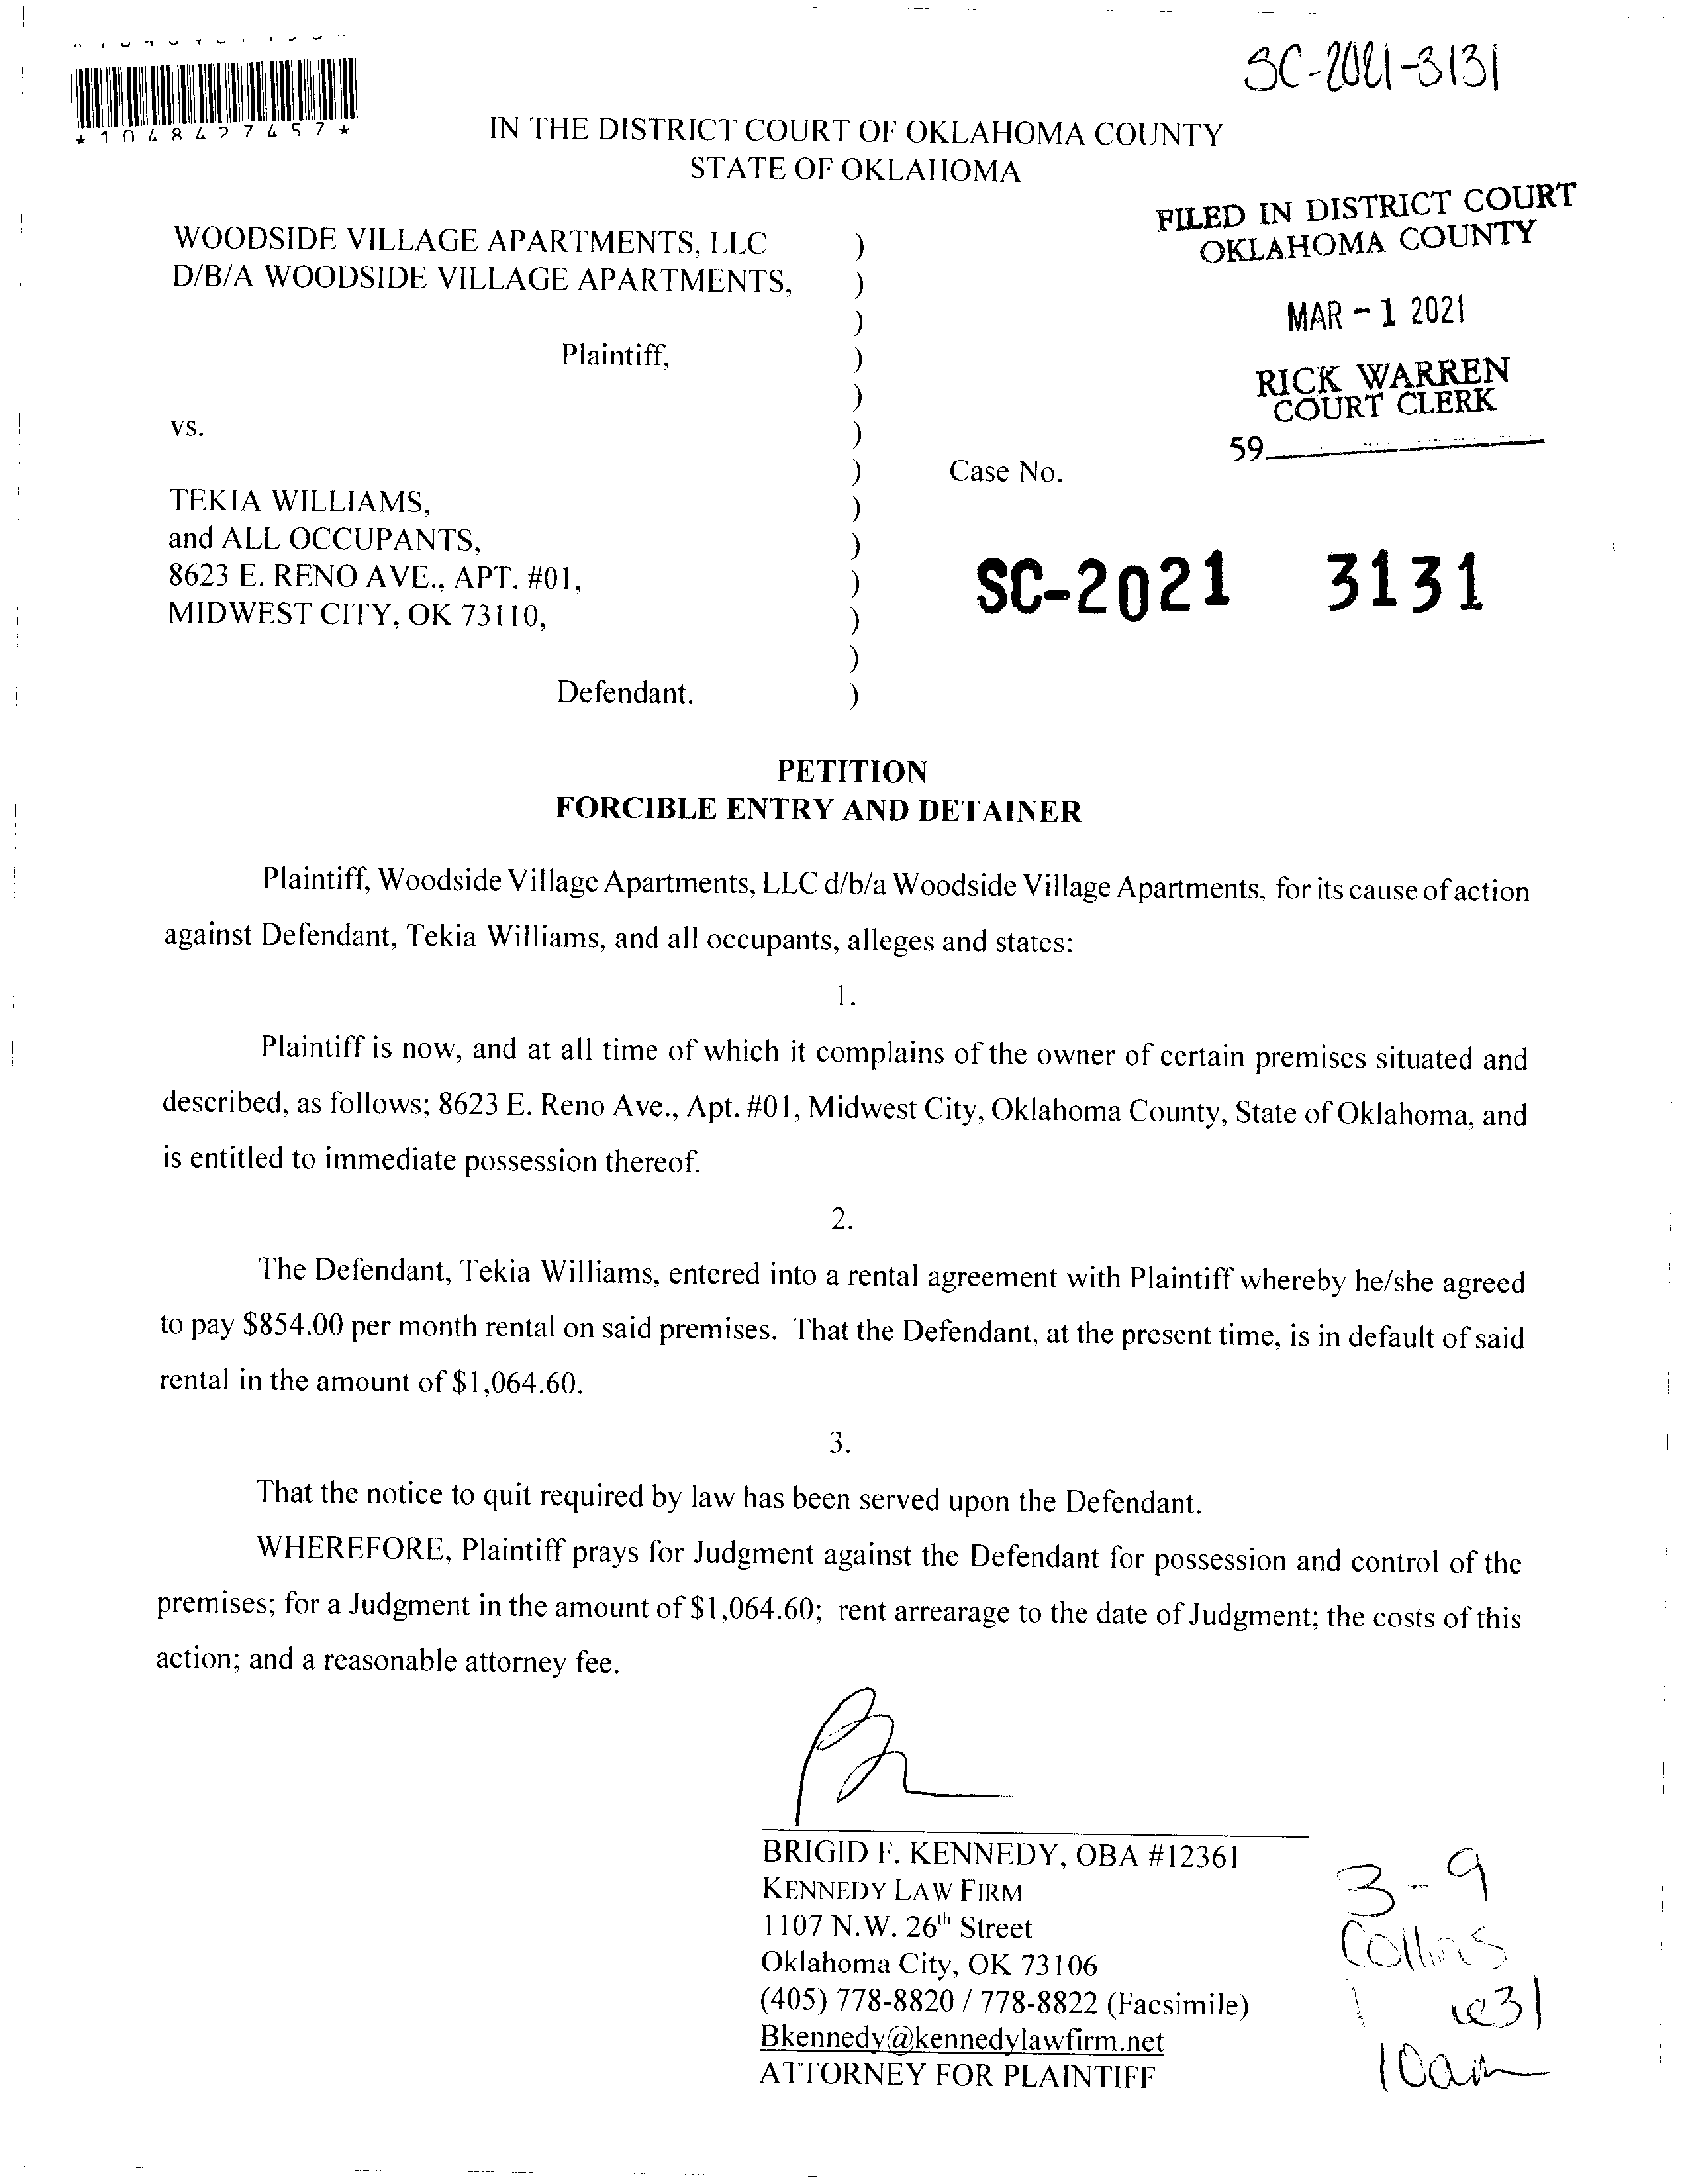 SC-2021-3131
*1048427457*
IN THE DISTRICT COURT OF OKLAHOMA COUNTY
STATE OF OKLAHOMA
FILED IN DISTRICT COURT
OKLAHOMA COUNTY
MAR - 1 2021
RICK WARREN
COURT CLERK
59
WOODSIDE VILLAGE APARTMENTS, LLC )
D/B/A WOODSIDE VILLAGE APARTMENTS, )
)
Plaintiff, )
)
vs. )
) Case No.
TEKIA WILLIAMS, )
and ALL OCCUPANTS, )
8623 E. RENO AVE., APT. #01, ) SC-2021 3131
MIDWEST CITY, OK 73110, )
)
Defendant. )
PETITION
FORCIBLE ENTRY AND DETAINER
Plaintiff, Woodside Village Apartments, LLC d/b/a Woodside Village Apartments, for its cause of action
against Defendant, Tekia Williams, and all occupants, alleges and states:
1.
Plaintiff is now, and at all time of which it complains of the owner of certain premises situated and
described, as follows; 8623 E. Reno Ave., Apt. #01, Midwest City, Oklahoma County, State of Oklahoma, and
is entitled to immediate possession thereof.
2.
The Defendant, Tekia Williams, entered into a rental agreement with Plaintiff whereby he/she agreed
to pay $854.00 per month rental on said premises. That the Defendant, at the present time, is in default of said
rental in the amount of $1,064.60.
3.
That the notice to quit required by law has been served upon the Defendant.
WHEREFORE, Plaintiff prays for Judgment against the Defendant for possession and control of the
premises; for a Judgment in the amount of $1,064.60; rent arrearage to the date of Judgment; the costs of this
action; and a reasonable attorney fee.
BRIGID F. KENNEDY, OBA #12361
KENNEDY LAW FIRM
1107 N.W. 26th Street
Oklahoma City, OK 73106
(405) 778-8820 / 778-8822 (Facsimile)
Bkennedy@kennedylawfirm.net
ATTORNEY FOR PLAINTIFF
3-9
Collins
10am